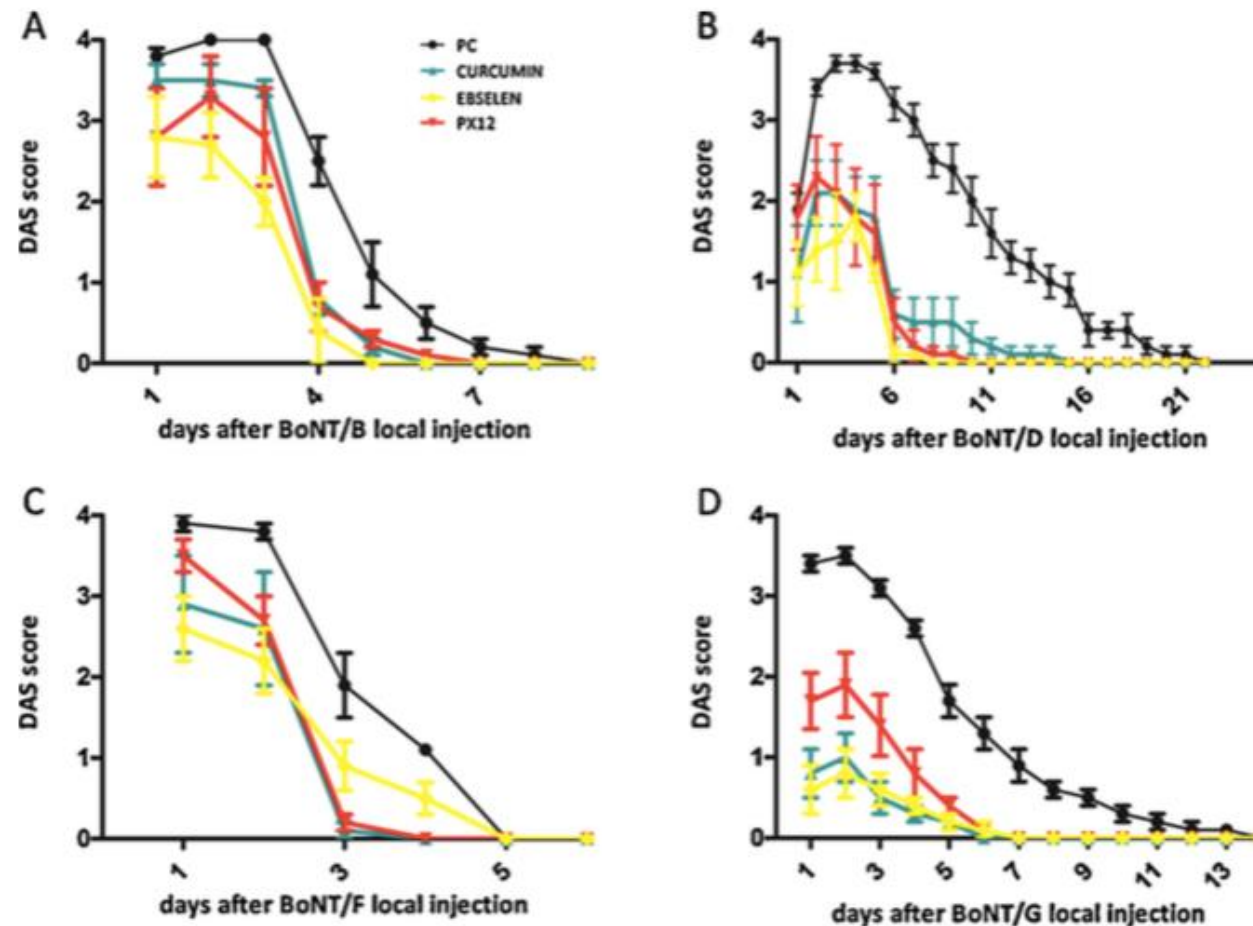 A
4
3
2
1
0
DAS score
PC
CURCUMIN
EBSELEN
PX12
1
4
7
days after BoNT/B local injection
B
4
3
2
1
0
DAS score
1
6
11
16
21
days after BoNT/D local injection
C
4
3
2
1
0
DAS score
1
3
5
days after BoNT/F local injection
D
4
3
2
1
0
DAS score
1
3
5
7
9
11
13
days after BoNT/G local injection